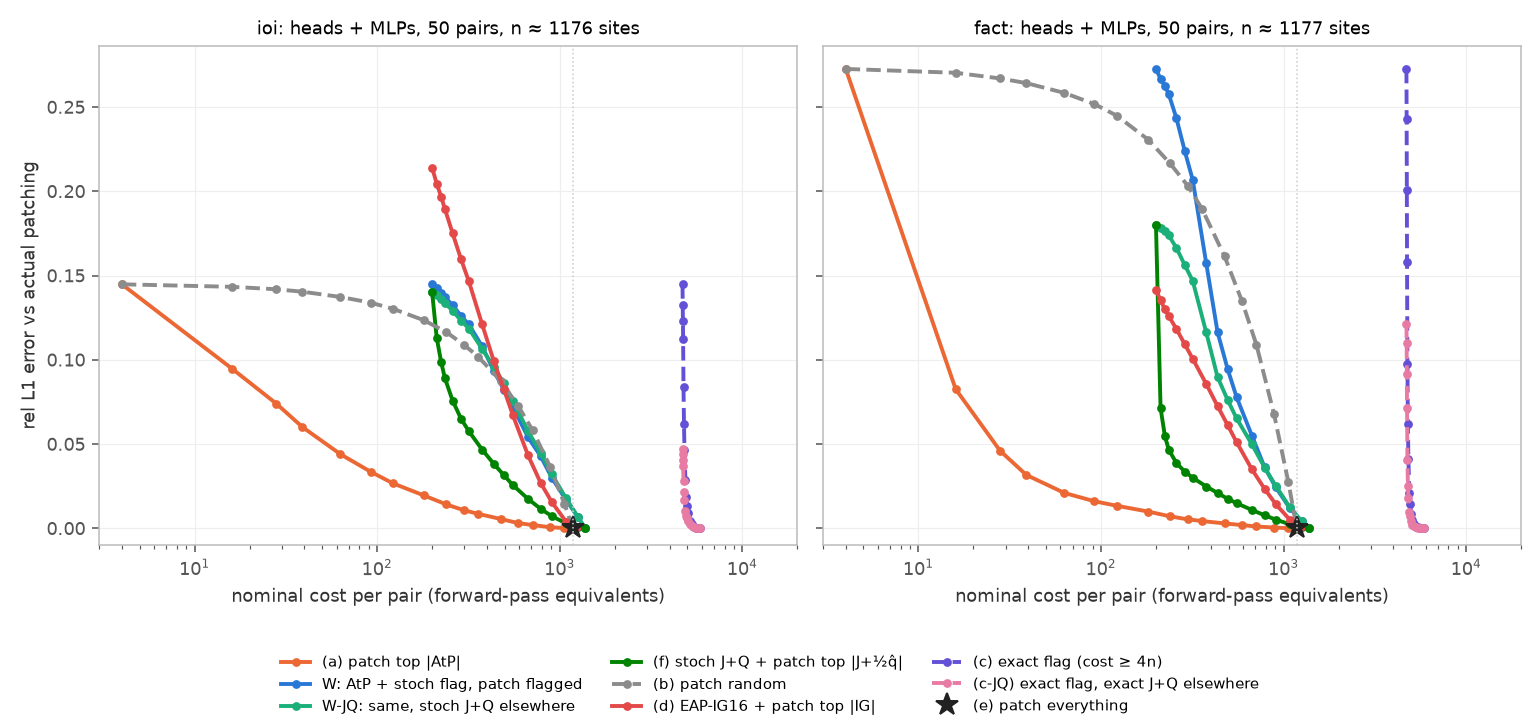 ioi: heads + MLPs, 50 pairs, n ≈ 1176 sites
fact: heads + MLPs, 50 pairs, n ≈ 1177 sites
rel L1 error vs actual patching
0.25
0.20
0.15
0.10
0.05
0.00
10¹ 10² 10³ 10⁴
10¹ 10² 10³ 10⁴
nominal cost per pair (forward-pass equivalents)
nominal cost per pair (forward-pass equivalents)
(a) patch top |AtP|
W: AtP + stoch flag, patch flagged
W-JQ: same, stoch J+Q elsewhere
(f) stoch J+Q + patch top |J+½q̂|
(b) patch random
(d) EAP-IG16 + patch top |IG|
(c) exact flag (cost ≥ 4n)
(c-JQ) exact flag, exact J+Q elsewhere
(e) patch everything